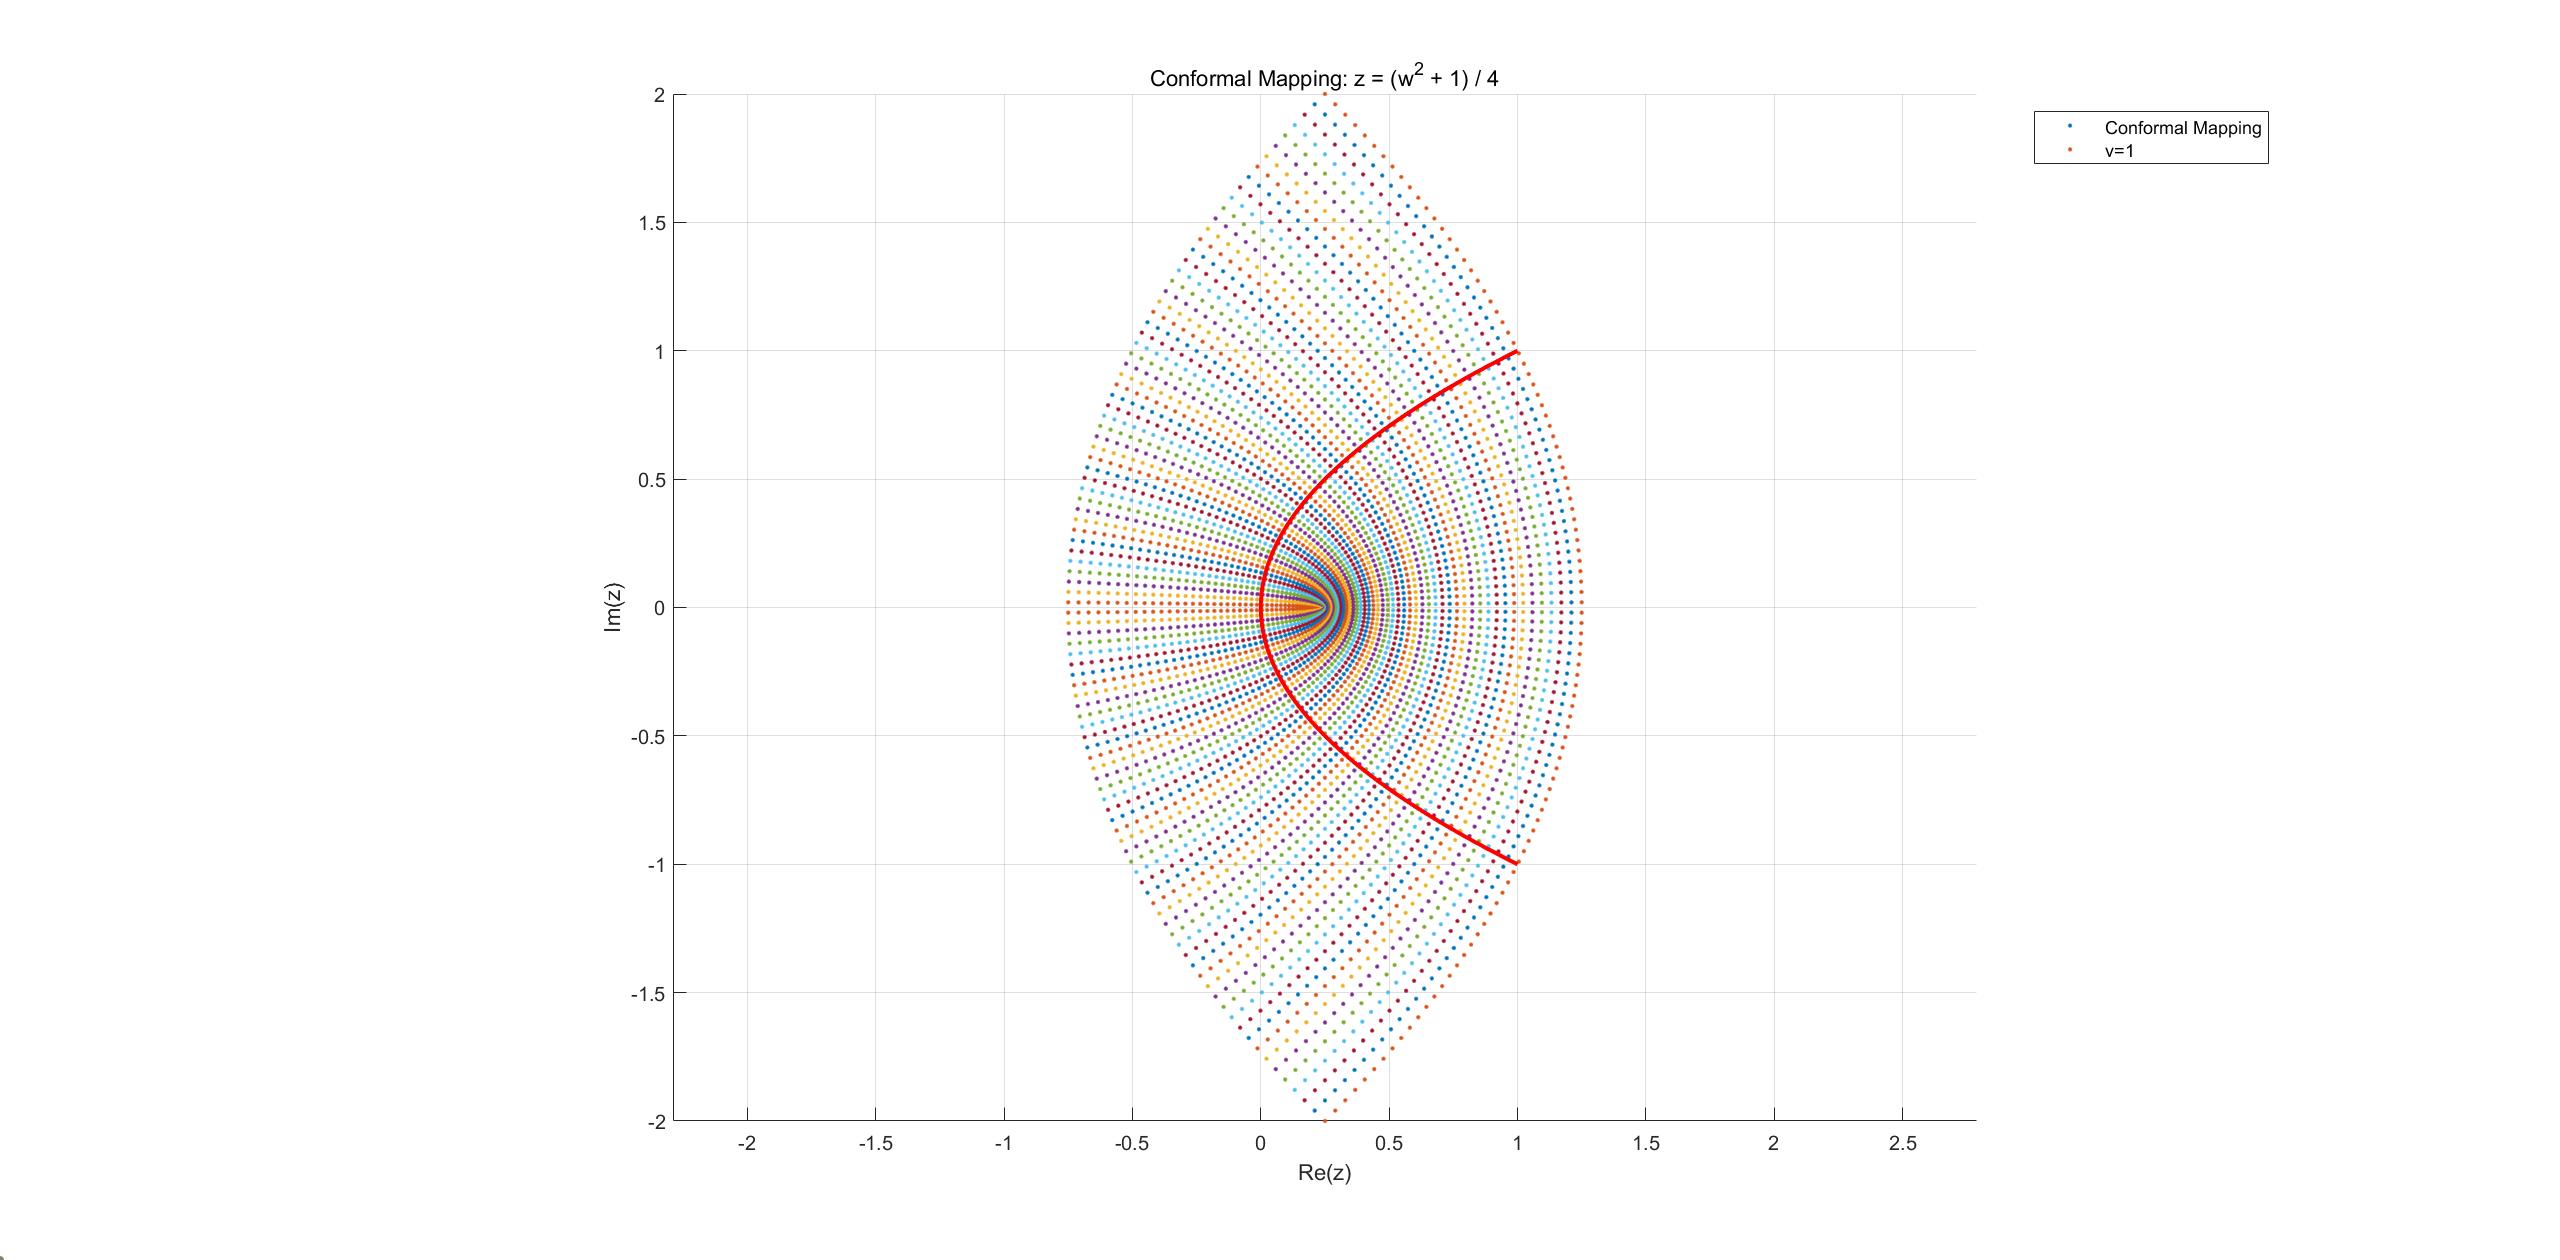 Conformal Mapping: z = (w² + 1) / 4
Conformal Mapping
v=1
2
1.5
1
0.5
0
-0.5
-1
-1.5
-2
Im(z)
-2 -1.5 -1 -0.5 0 0.5 1 1.5 2 2.5
Re(z)